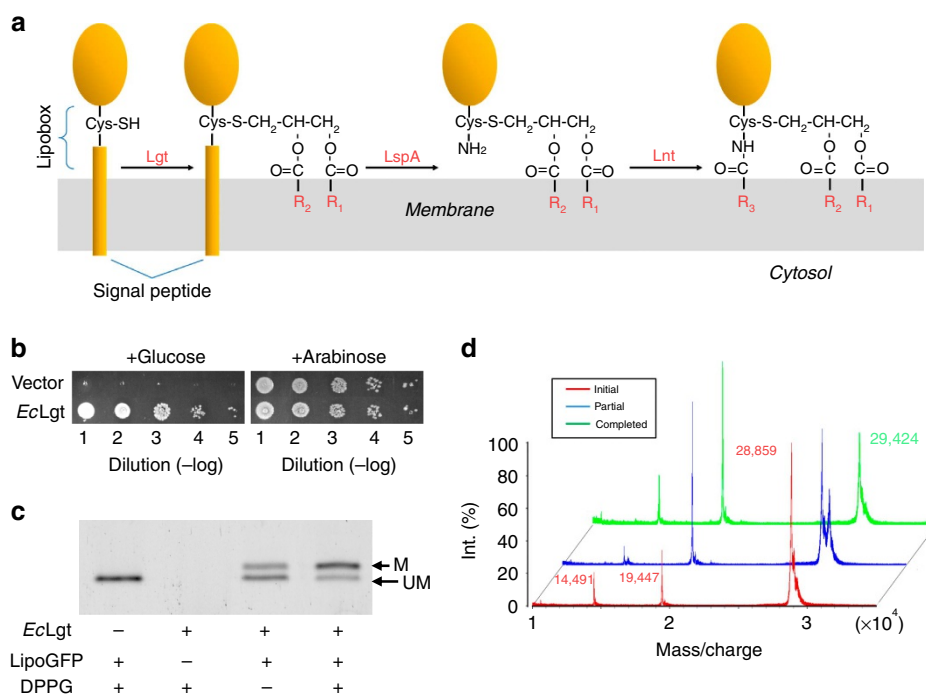 a
Lipobox
Cys-SH
Lgt
Cys-S-CH2-CH-CH2
O O
O=C C=O
R2 R1
LspA
Cys-S-CH2-CH-CH2
NH2
O O
O=C C=O
R2 R1
Lnt
Cys-S-CH2-CH-CH2
NH O O
O=C O=C C=O
R3 R2 R1
Membrane
Cytosol
Signal peptide
b
+Glucose +Arabinose
Vector
EcLgt
1 2 3 4 5 1 2 3 4 5
Dilution (–log) Dilution (–log)
c
M
UM
EcLgt – + + +
LipoGFP + – + +
DPPG + + – +
d
Initial
Partial
Completed
100
80
60
40
20
0
Int. (%)
28,859
29,424
14,491
19,447
1 2 3 (×10⁴)
Mass/charge